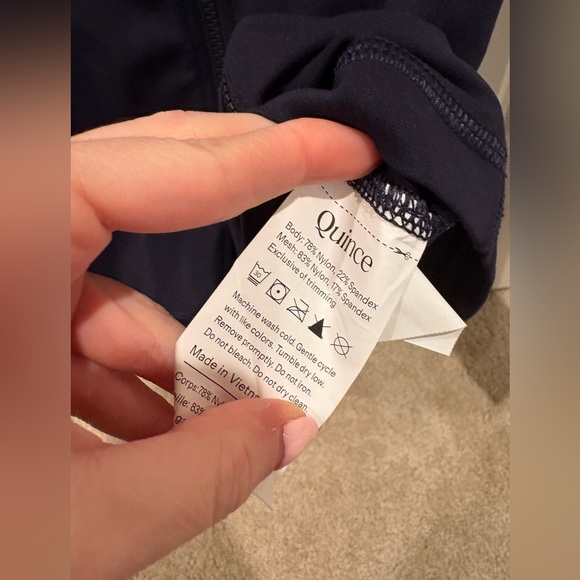 Quince
Body: 78% Nylon, 22% Spandex
Mesh: 83% Nylon, 17% Spandex
Exclusive of trimming
30
Machine wash cold. Gentle cycle
with like colors. Tumble dry low.
Remove promptly. Do not iron.
Do not bleach. Do not dry clean.
Made in Vietna
Corps:78% Nyl
ille: 83%